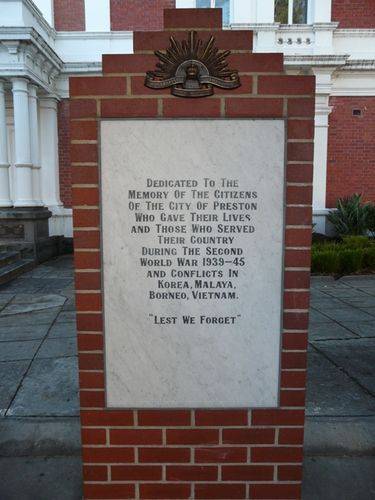 Dedicated To The
Memory Of The Citizens
Of The City Of Preston
Who Gave Their Lives
and Those Who Served
Their Country
During The Second
World War 1939-45
and Conflicts In
Korea, Malaya,
Borneo, Vietnam.
"Lest We Forget"